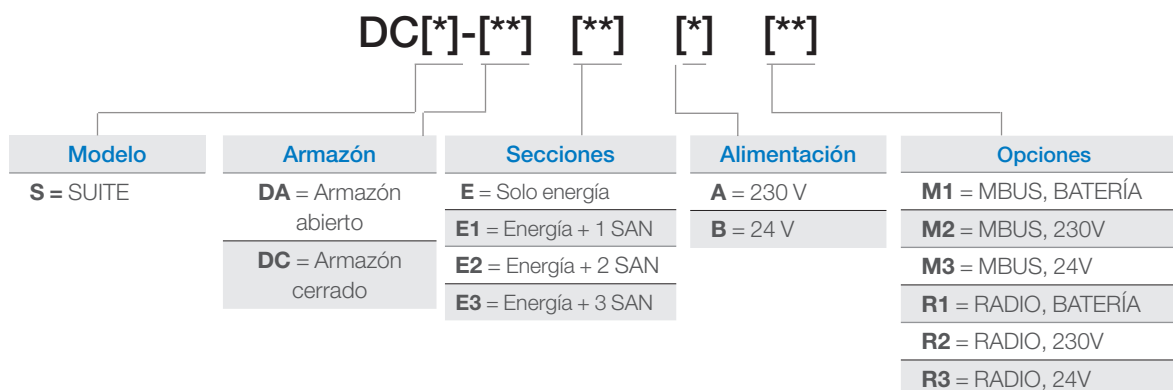 DC[*]-[**] [**] [*] [**]
Modelo
S = SUITE
Armazón
DA = Armazón
abierto
DC = Armazón
cerrado
Secciones
E = Solo energía
E1 = Energía + 1 SAN
E2 = Energía + 2 SAN
E3 = Energía + 3 SAN
Alimentación
A = 230 V
B = 24 V
Opciones
M1 = MBUS, BATERÍA
M2 = MBUS, 230V
M3 = MBUS, 24V
R1 = RADIO, BATERÍA
R2 = RADIO, 230V
R3 = RADIO, 24V